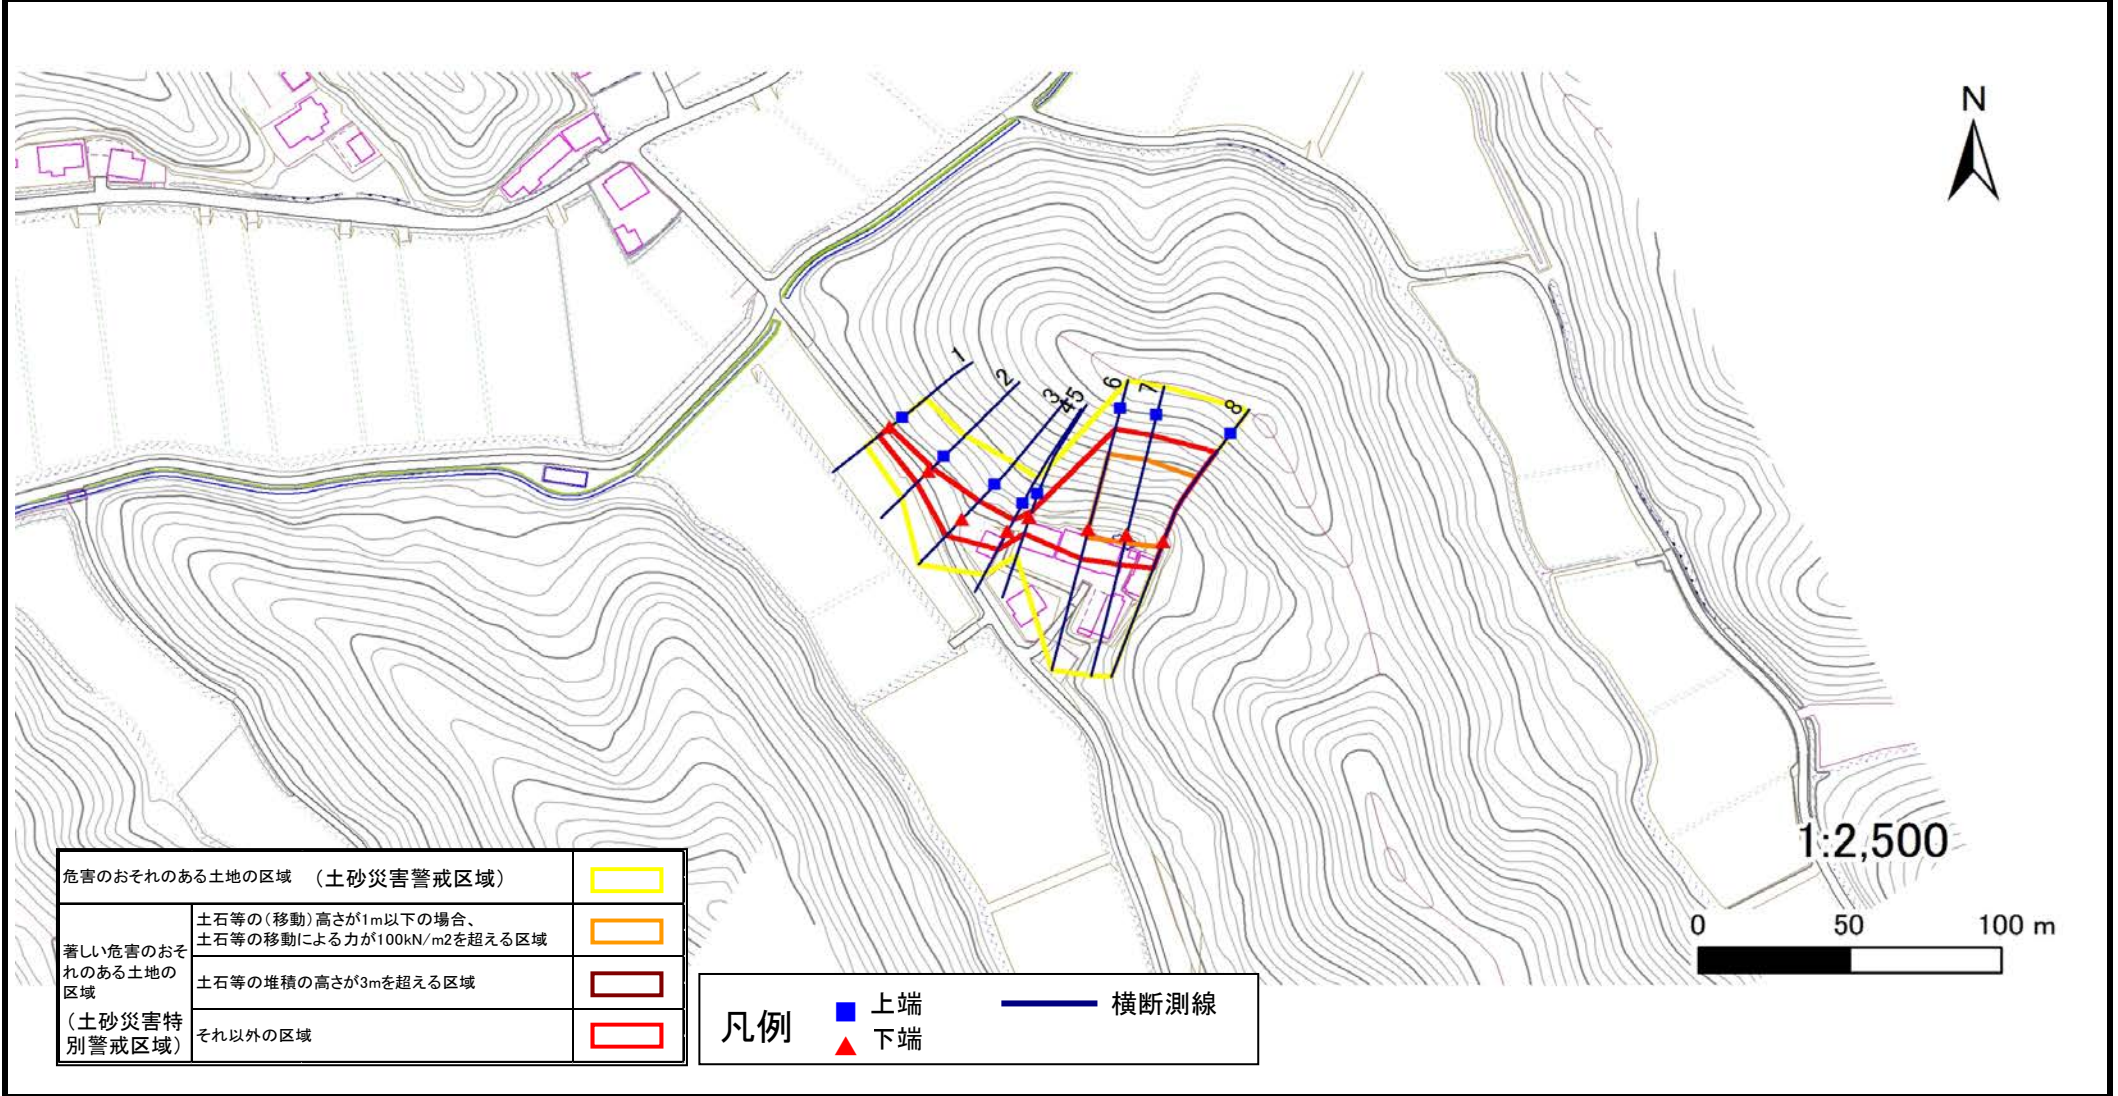 N
1
2
3
4
5
6
7
8
1:2,500
0 50 100 m
危害のおそれのある土地の区域 (土砂災害警戒区域)
著しい危害のおそ
れのある土地の
区域
(土砂災害特
別警戒区域)
土石等の(移動)高さが1m以下の場合、
土石等の移動による力が100kN/m2を超える区域
土石等の堆積の高さが3mを超える区域
それ以外の区域
凡例
上端
下端
横断測線